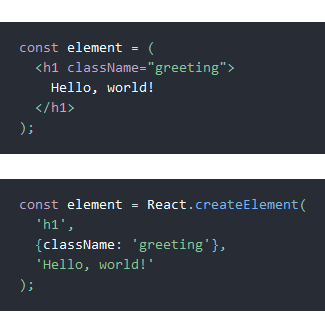 const element = (
  <h1 className="greeting">
    Hello, world!
  </h1>
);
const element = React.createElement(
  'h1',
  {className: 'greeting'},
  'Hello, world!'
);